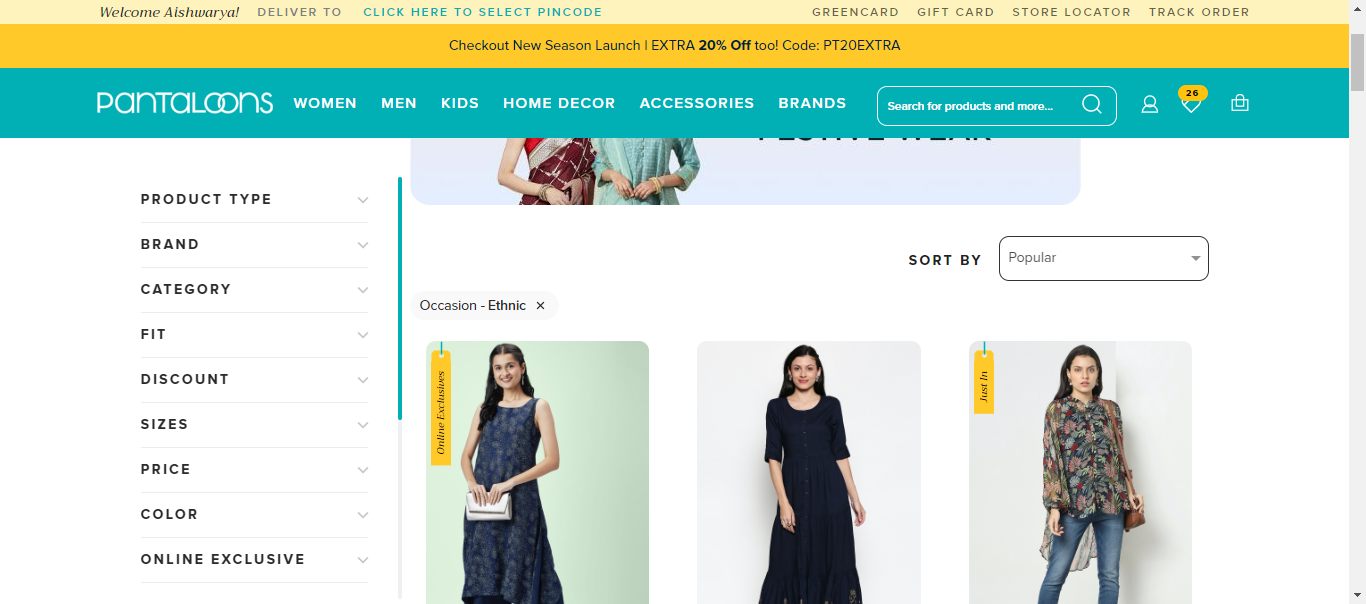 Welcome Aishwarya! DELIVER TO CLICK HERE TO SELECT PINCODE GREENCARD GIFT CARD STORE LOCATOR TRACK ORDER
Checkout New Season Launch | EXTRA 20% Off too! Code: PT20EXTRA
PANTALOONS WOMEN MEN KIDS HOME DECOR ACCESSORIES BRANDS Search for products and more... 26
FESTIVE WEAR
PRODUCT TYPE
BRAND
CATEGORY
FIT
DISCOUNT
SIZES
PRICE
COLOR
ONLINE EXCLUSIVE
SORT BY Popular
Occasion - Ethnic ×
Online Exclusives
Just In